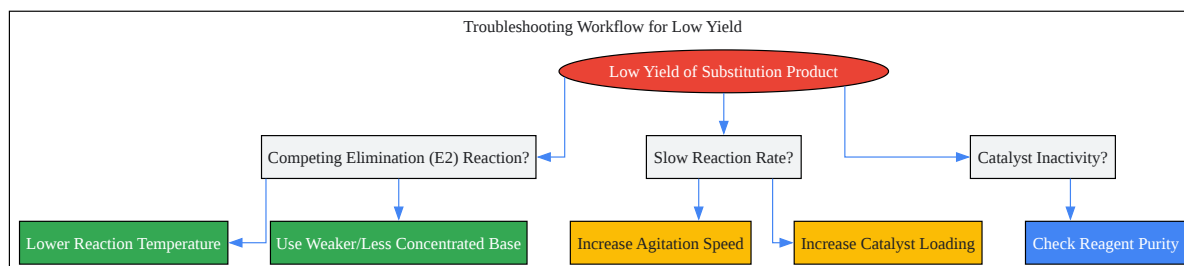 Troubleshooting Workflow for Low Yield
Low Yield of Substitution Product
Competing Elimination (E2) Reaction?
Slow Reaction Rate?
Catalyst Inactivity?
Lower Reaction Temperature
Use Weaker/Less Concentrated Base
Increase Agitation Speed
Increase Catalyst Loading
Check Reagent Purity